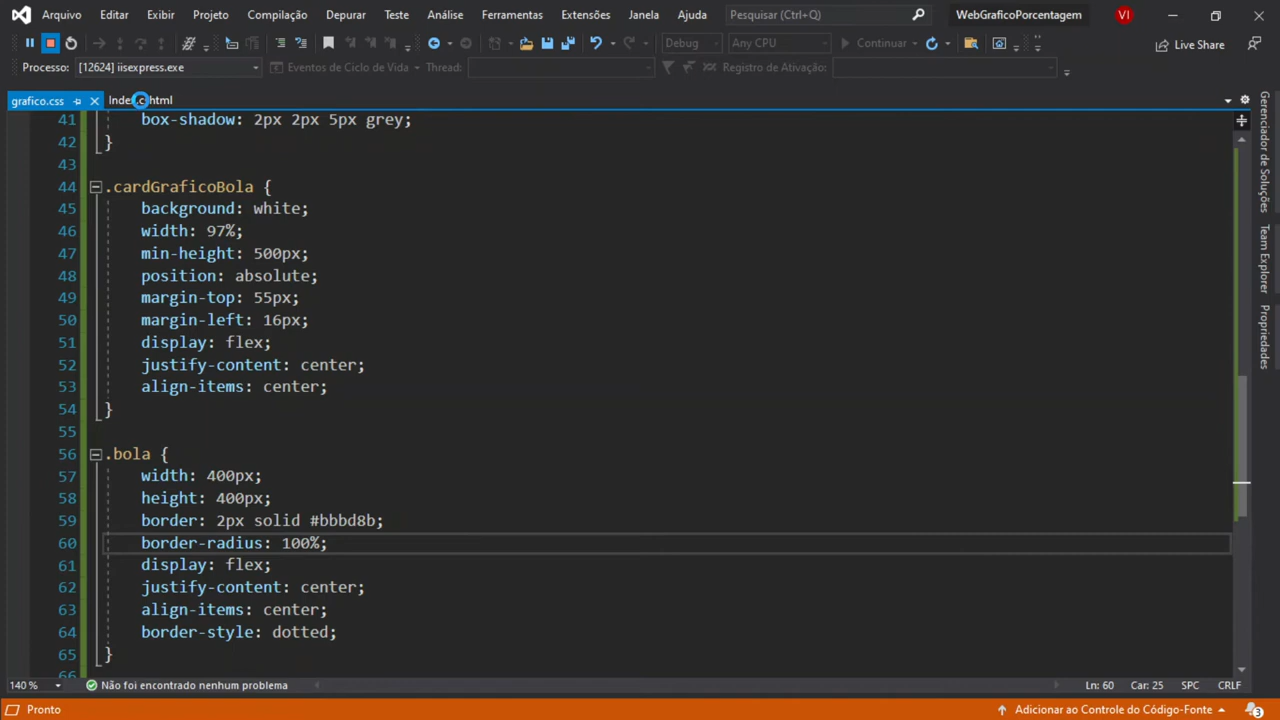 Arquivo Editar Exibir Projeto Compilação Depurar Teste Análise Ferramentas Extensões Janela Ajuda Pesquisar (Ctrl+Q) WebGraficoPorcentagem VI
Debug Any CPU Continuar Live Share
Processo: [12624] iisexpress.exe Eventos de Ciclo de Vida Thread: Registro de Ativação:
grafico.css Index.cshtml
41 box-shadow: 2px 2px 5px grey;
42 }
43
44 .cardGraficoBola {
45 background: white;
46 width: 97%;
47 min-height: 500px;
48 position: absolute;
49 margin-top: 55px;
50 margin-left: 16px;
51 display: flex;
52 justify-content: center;
53 align-items: center;
54 }
55
56 .bola {
57 width: 400px;
58 height: 400px;
59 border: 2px solid #bbbd8b;
60 border-radius: 100%;
61 display: flex;
62 justify-content: center;
63 align-items: center;
64 border-style: dotted;
65 }
66
Gerenciador de Soluções
Team Explorer
Propriedades
140 % Não foi encontrado nenhum problema Ln: 60 Car: 25 SPC CRLF
Pronto Adicionar ao Controle do Código-Fonte 3